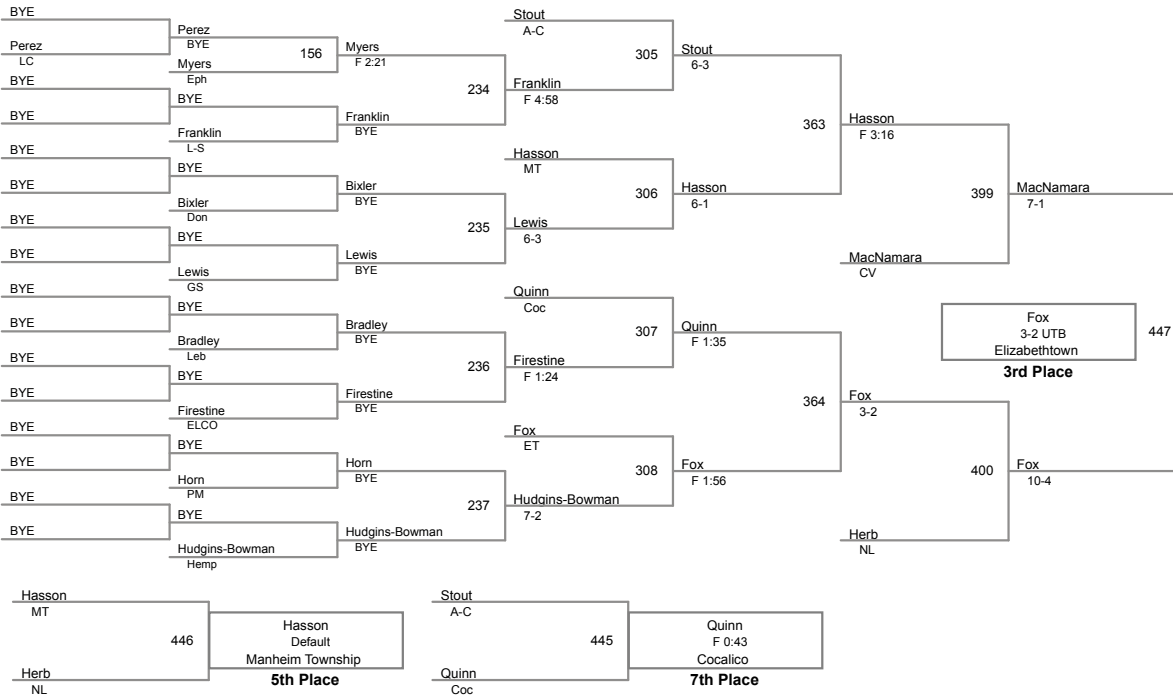 BYE
Perez
LC
BYE
BYE
BYE
BYE
BYE
BYE
BYE
BYE
BYE
BYE
BYE
BYE
BYE
BYE
Perez
BYE
Myers
Eph
156
BYE
Franklin
L-S
BYE
Bixler
Don
BYE
Lewis
GS
BYE
Bradley
Leb
BYE
Firestine
ELCO
BYE
Horn
PM
BYE
Hudgins-Bowman
Hemp
Myers
F 2:21
234
Franklin
BYE
Bixler
BYE
235
Lewis
BYE
Bradley
BYE
236
Firestine
BYE
Horn
BYE
237
Hudgins-Bowman
BYE
Stout
A-C
305
Franklin
F 4:58
Hasson
MT
306
Lewis
6-3
Quinn
Coc
307
Firestine
F 1:24
Fox
ET
308
Hudgins-Bowman
7-2
Stout
6-3
363
Hasson
6-1
Quinn
F 1:35
364
Fox
F 1:56
Hasson
F 3:16
399
MacNamara
CV
Fox
3-2
400
Herb
NL
MacNamara
7-1
Fox
3-2 UTB
Elizabethtown
447
3rd Place
Fox
10-4
Hasson
MT
446
Herb
NL
Hasson
Default
Manheim Township
5th Place
Stout
A-C
445
Quinn
Coc
Quinn
F 0:43
Cocalico
7th Place